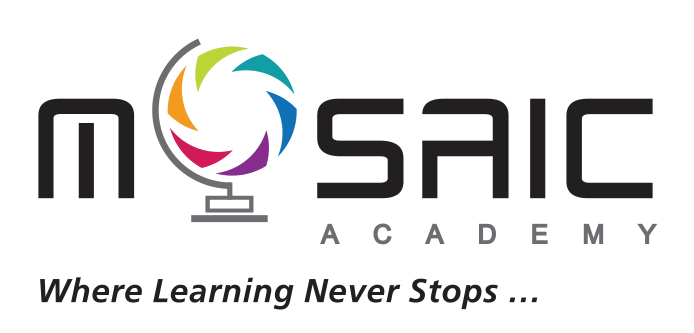 MOSAIC
ACADEMY
Where Learning Never Stops ...